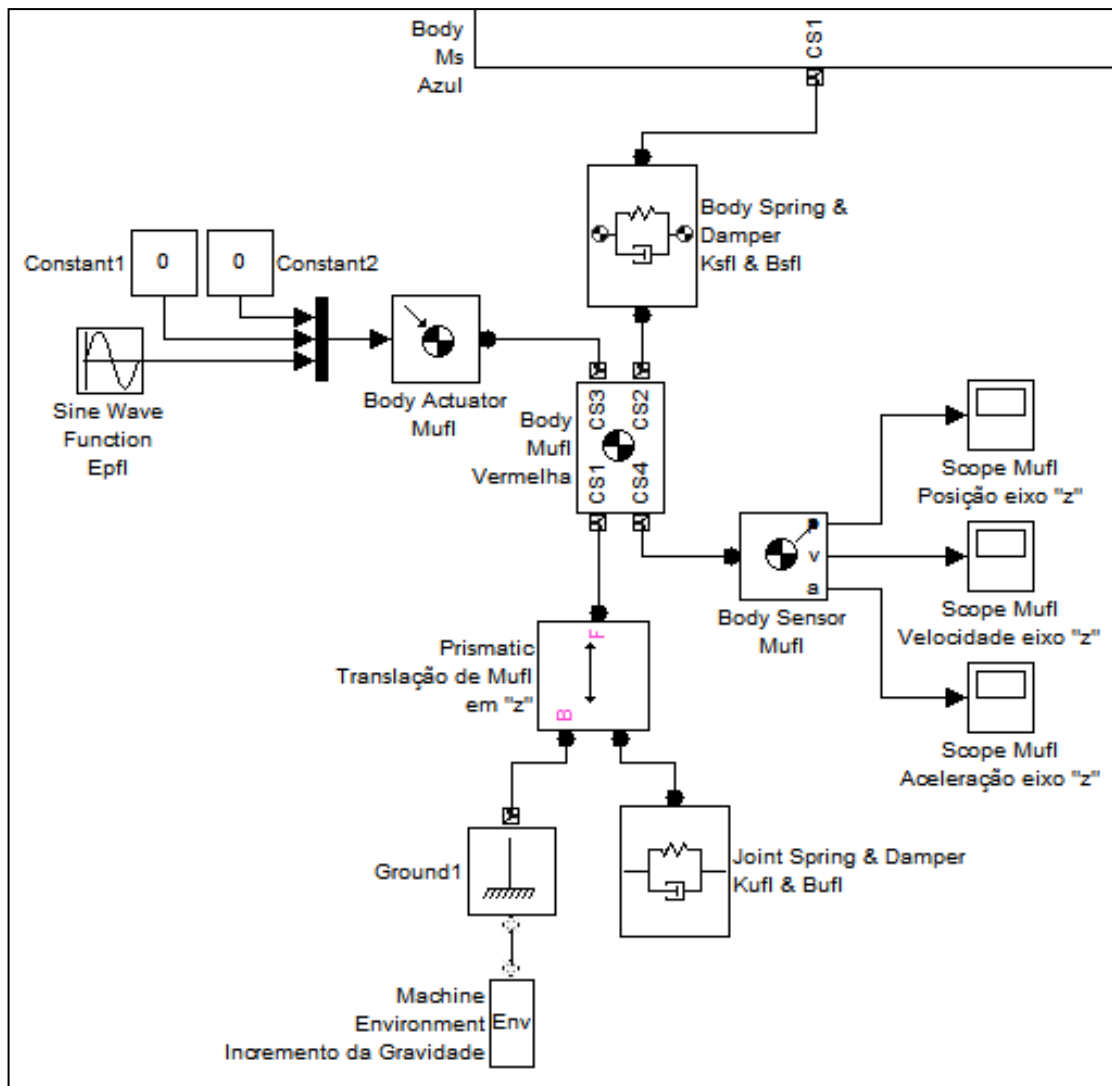 Body
Ms
Azul
CS1
Body Spring &
Damper
Ksfl & Bsfl
Constant1
0
0
Constant2
Sine Wave
Function
Epfl
Body Actuator
Mufl
Body
Mufl
Vermelha
CS3
CS2
CS1
CS4
p
v
a
Body Sensor
Mufl
Scope Mufl
Posição eixo "z"
Scope Mufl
Velocidade eixo "z"
Scope Mufl
Aceleração eixo "z"
Prismatic
Translação de Mufl
em "z"
F
B
Ground1
Joint Spring & Damper
Kufl & Bufl
Machine
Environment
Incremento da Gravidade
Env